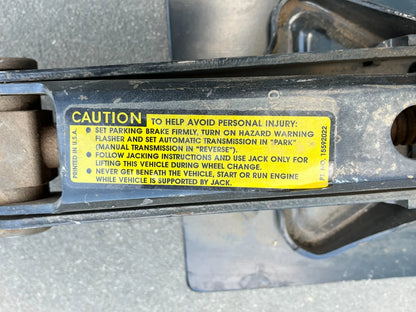 CAUTION TO HELP AVOID PERSONAL INJURY:
● SET PARKING BRAKE FIRMLY, TURN ON HAZARD WARNING
FLASHER AND SET AUTOMATIC TRANSMISSION IN "PARK"
(MANUAL TRANSMISSION IN "REVERSE").
● FOLLOW JACKING INSTRUCTIONS AND USE JACK ONLY FOR
LIFTING THIS VEHICLE DURING WHEEL CHANGE.
● NEVER GET BENEATH THE VEHICLE, START OR RUN ENGINE
WHILE VEHICLE IS SUPPORTED BY JACK.
PRINTED IN U.S.A.
15592022